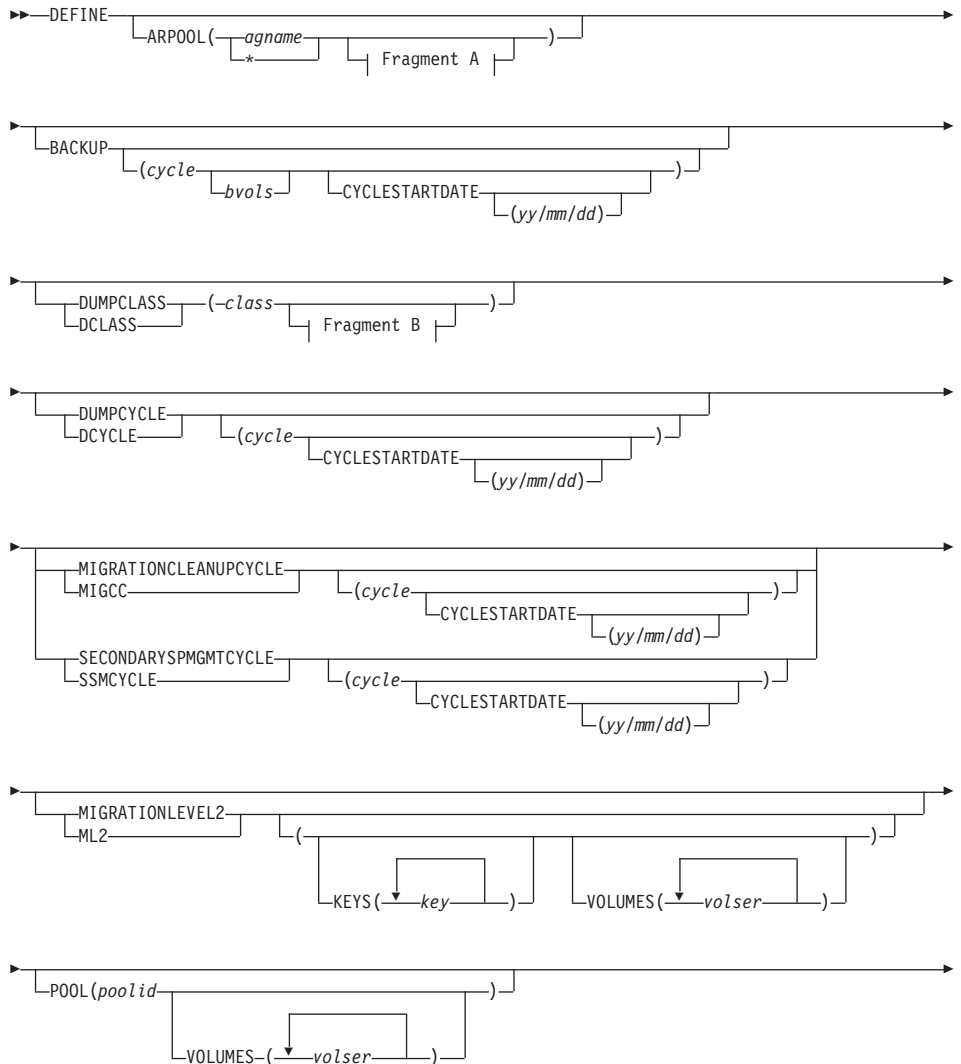 DEFINE
ARPOOL( agname )
* Fragment A
BACKUP
(cycle )
bvols CYCLESTARTDATE
(yy/mm/dd)
DUMPCLASS (class )
DCLASS Fragment B
DUMPCYCLE
DCYCLE (cycle )
CYCLESTARTDATE
(yy/mm/dd)
MIGRATIONCLEANUPCYCLE
MIGCC (cycle )
CYCLESTARTDATE
(yy/mm/dd)
SECONDARYSPMGMTCYCLE
SSMCYCLE (cycle )
CYCLESTARTDATE
(yy/mm/dd)
MIGRATIONLEVEL2
ML2 ( )
KEYS( key ) VOLUMES( volser )
POOL(poolid )
VOLUMES ( volser )